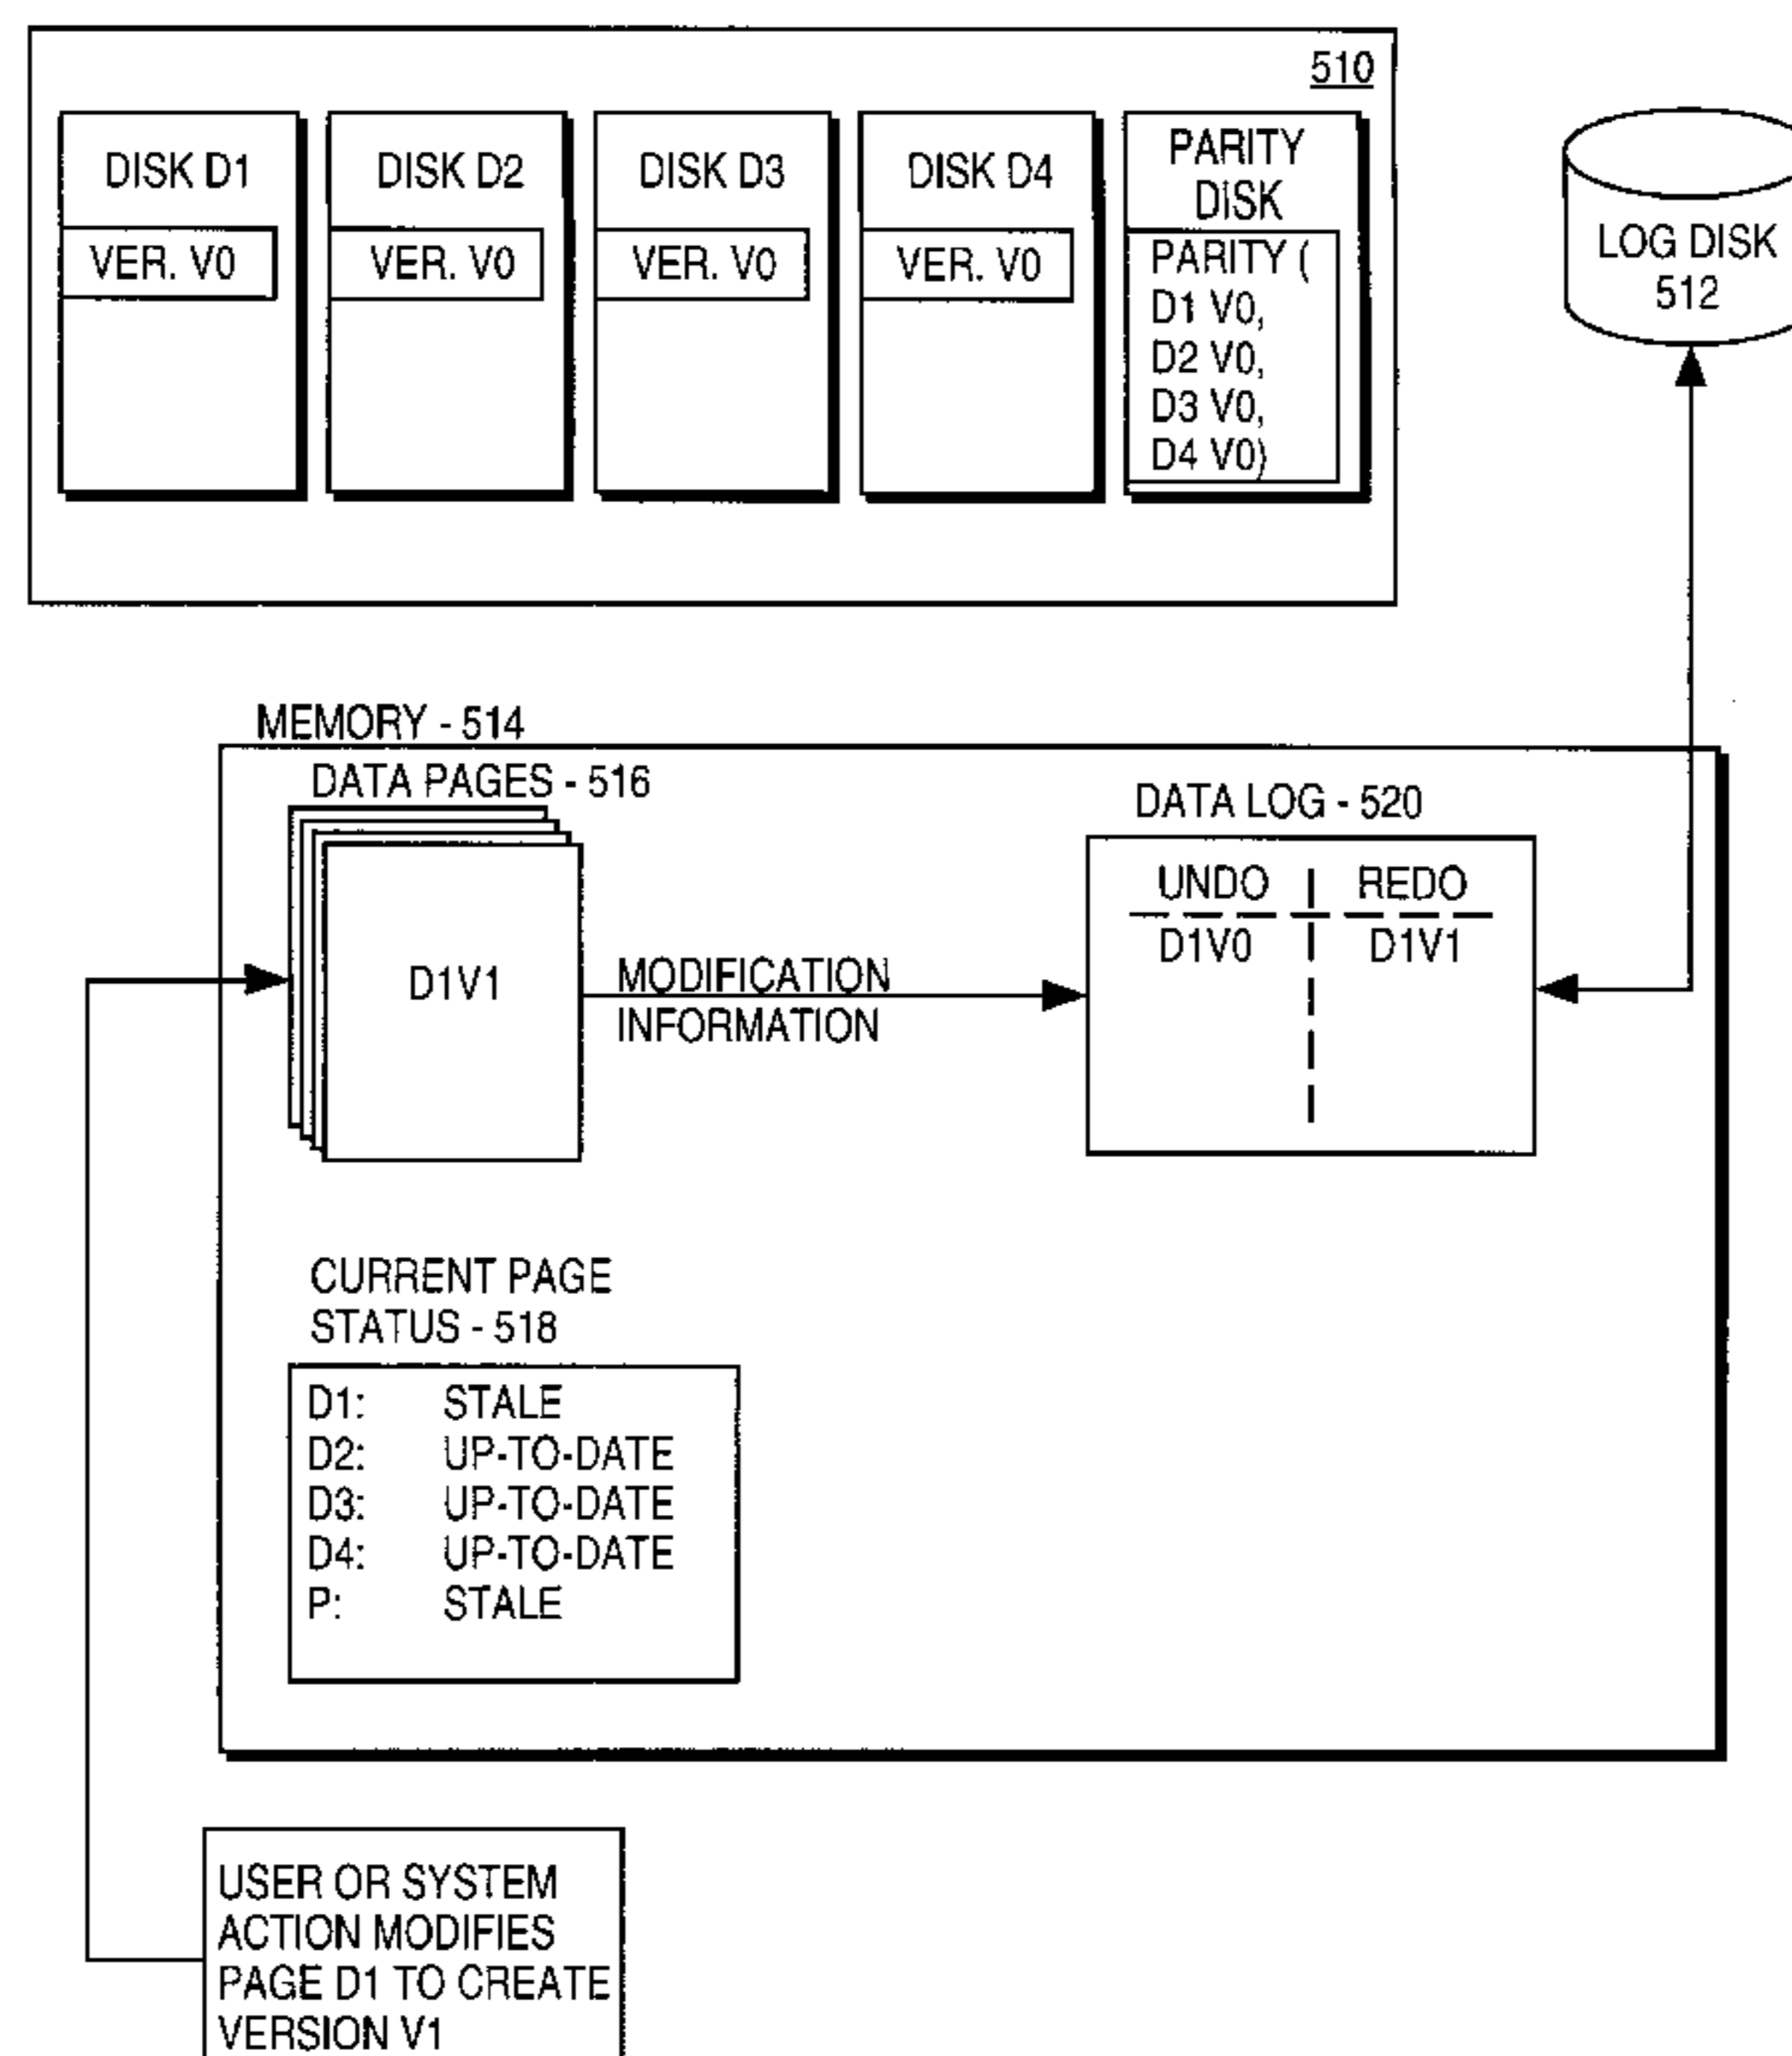 510
DISK D1
VER. V0
DISK D2
VER. V0
DISK D3
VER. V0
DISK D4
VER. V0
PARITY
DISK
PARITY (
D1 V0,
D2 V0,
D3 V0,
D4 V0)
LOG DISK
512
MEMORY - 514
DATA PAGES - 516
D1V1
MODIFICATION
INFORMATION
DATA LOG - 520
UNDO REDO
D1V0 D1V1
CURRENT PAGE
STATUS - 518
D1: STALE
D2: UP-TO-DATE
D3: UP-TO-DATE
D4: UP-TO-DATE
P: STALE
USER OR SYSTEM
ACTION MODIFIES
PAGE D1 TO CREATE
VERSION V1